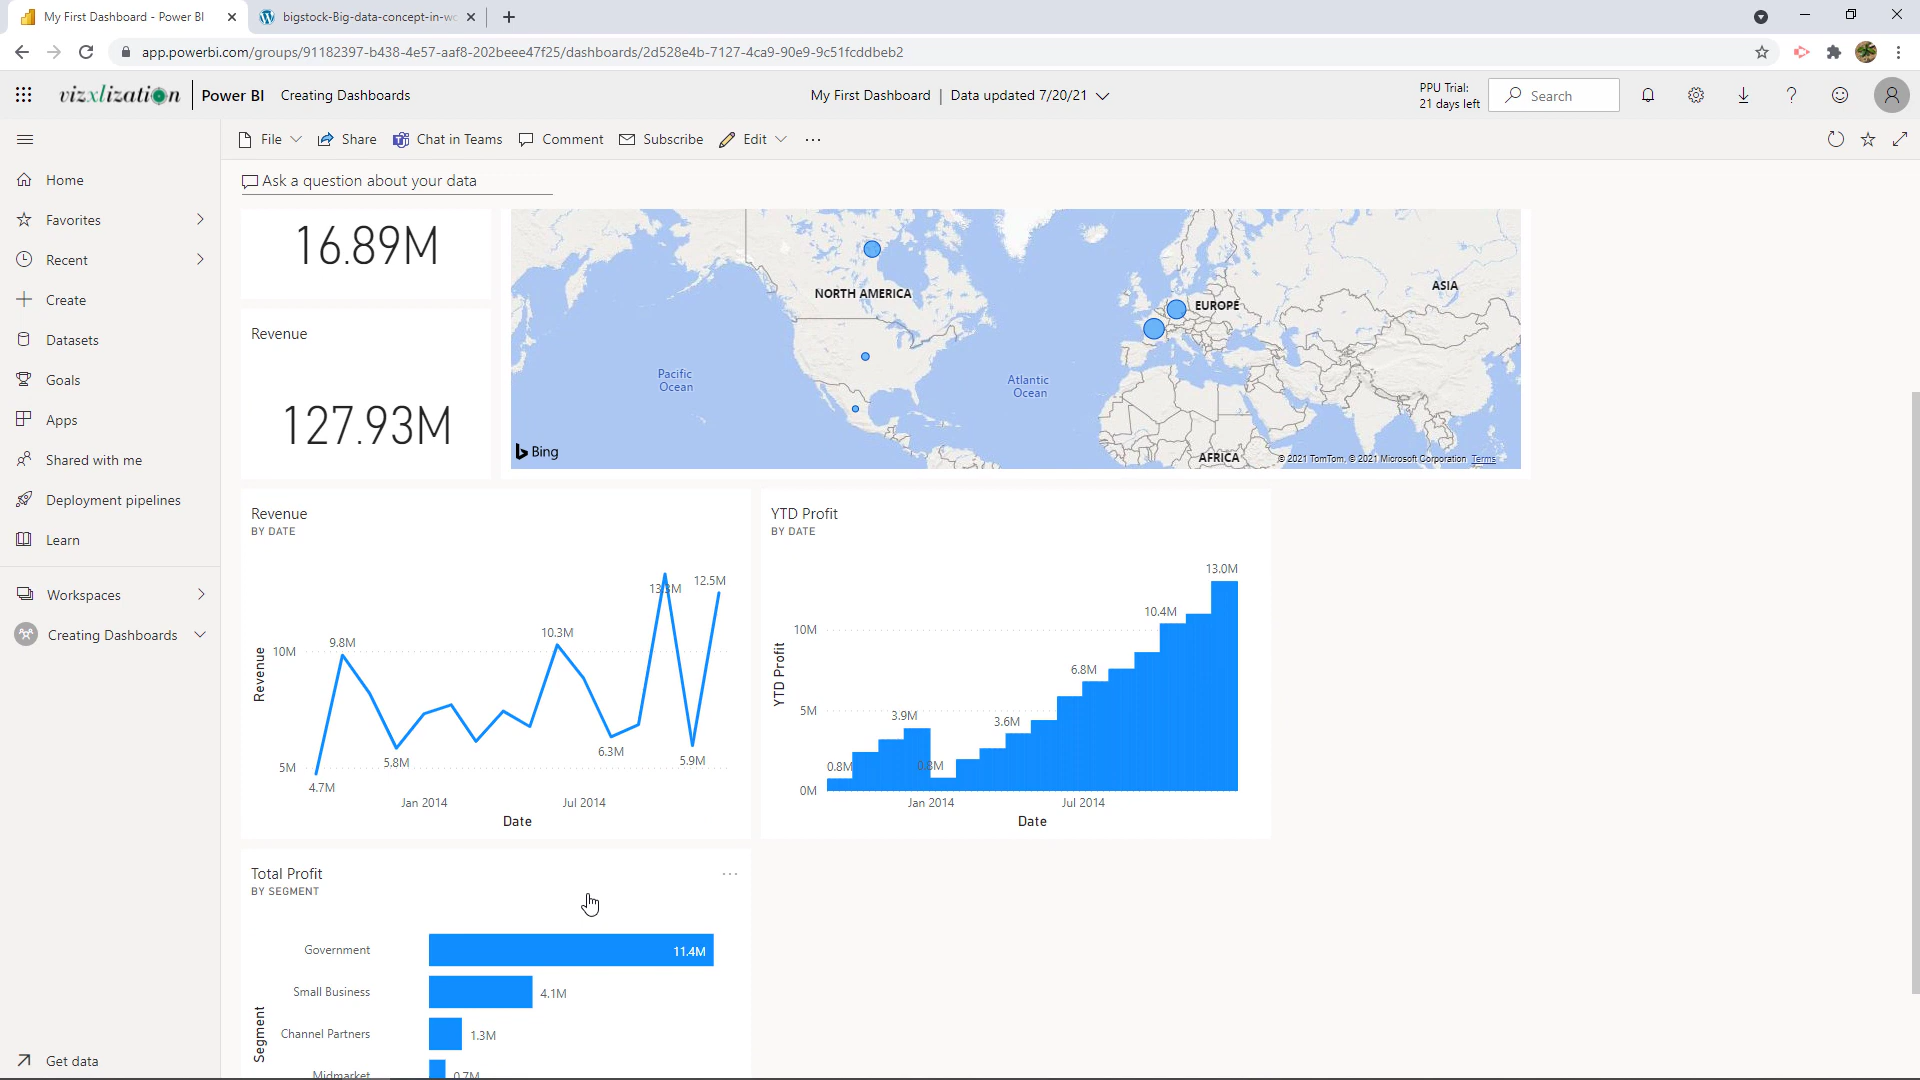 My First Dashboard - Power BI
bigstock-Big-data-concept-in-wo
app.powerbi.com/groups/91182397-b438-4e57-aaf8-202beee47f25/dashboards/2d528e4b-7127-4ca9-90e9-9c51fcddbeb2
vizxlization
Power BI
Creating Dashboards
My First Dashboard | Data updated 7/20/21
PPU Trial:
21 days left
Search
File
Share
Chat in Teams
Comment
Subscribe
Edit
Home
Favorites
Recent
Create
Datasets
Goals
Apps
Shared with me
Deployment pipelines
Learn
Workspaces
Creating Dashboards
Get data
Ask a question about your data
16.89M
Revenue
127.93M
NORTH AMERICA
EUROPE
ASIA
Pacific
Ocean
Atlantic
Ocean
AFRICA
Bing
© 2021 TomTom, © 2021 Microsoft Corporation Terms
Revenue
BY DATE
Revenue
10M
5M
4.7M
9.8M
5.8M
10.3M
6.3M
13.3M
5.9M
12.5M
Jan 2014
Jul 2014
Date
YTD Profit
BY DATE
YTD Profit
10M
5M
0M
0.8M
3.9M
0.8M
3.6M
6.8M
10.4M
13.0M
Jan 2014
Jul 2014
Date
Total Profit
BY SEGMENT
Segment
Government
11.4M
Small Business
4.1M
Channel Partners
1.3M
Midmarket
0.7M